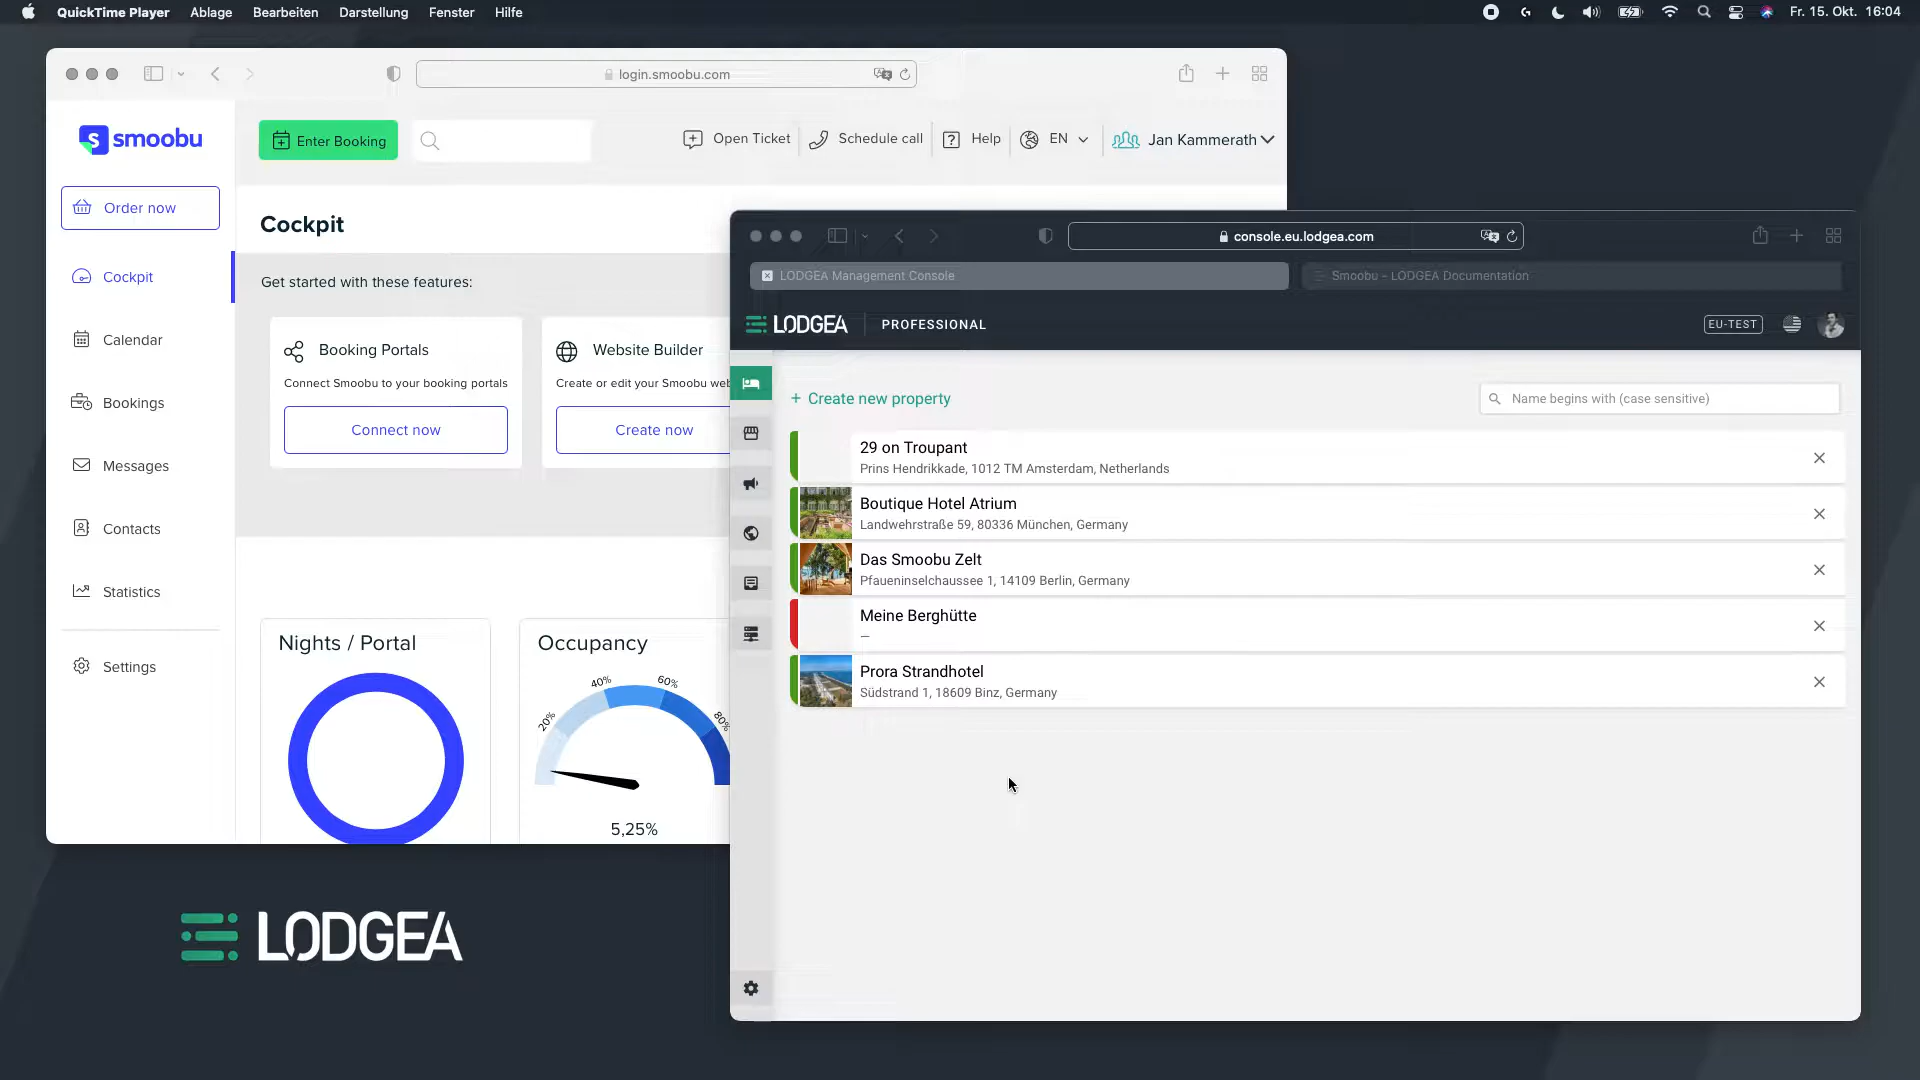 QuickTime Player Ablage Bearbeiten Darstellung Fenster Hilfe
Fr. 15. Okt. 16:04
login.smoobu.com
smoobu
Enter Booking
Open Ticket
Schedule call
Help
EN
Jan Kammerath
Order now
Cockpit
Calendar
Bookings
Messages
Contacts
Statistics
Settings
Cockpit
Get started with these features:
Booking Portals
Connect Smoobu to your booking portals
Connect now
Website Builder
Create or edit your Smoobu web
Create now
Nights / Portal
Occupancy
20%
40%
60%
80%
5,25%
console.eu.lodgea.com
LODGEA Management Console
Smoobu – LODGEA Documentation
LODGEA
PROFESSIONAL
EU-TEST
+ Create new property
Name begins with (case sensitive)
29 on Troupant
Prins Hendrikkade, 1012 TM Amsterdam, Netherlands
Boutique Hotel Atrium
Landwehrstraße 59, 80336 München, Germany
Das Smoobu Zelt
Pfaueninselchaussee 1, 14109 Berlin, Germany
Meine Berghütte
–
Prora Strandhotel
Südstrand 1, 18609 Binz, Germany
LODGEA